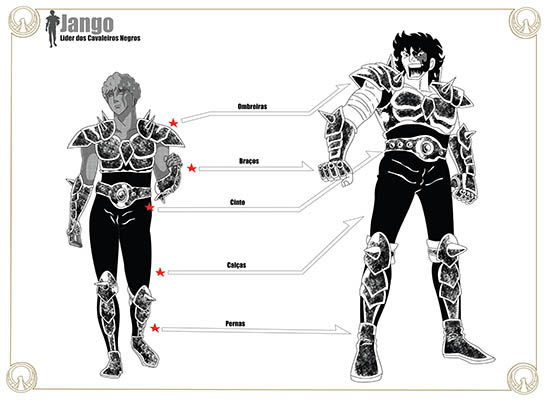 Jango
Líder dos Cavaleiros Negros
Ombreiras
Braços
Cinto
Calças
Pernas